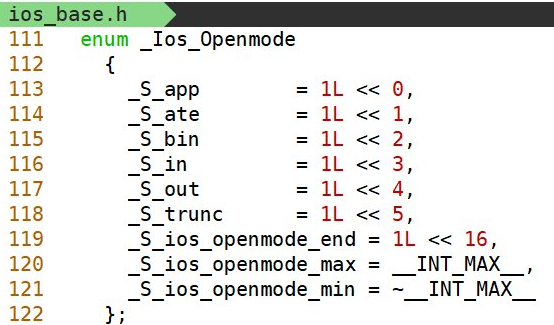 ios_base.h
111 enum _Ios_Openmode
112 {
113 _S_app = 1L << 0,
114 _S_ate = 1L << 1,
115 _S_bin = 1L << 2,
116 _S_in = 1L << 3,
117 _S_out = 1L << 4,
118 _S_trunc = 1L << 5,
119 _S_ios_openmode_end = 1L << 16,
120 _S_ios_openmode_max = __INT_MAX__,
121 _S_ios_openmode_min = ~__INT_MAX__
122 };